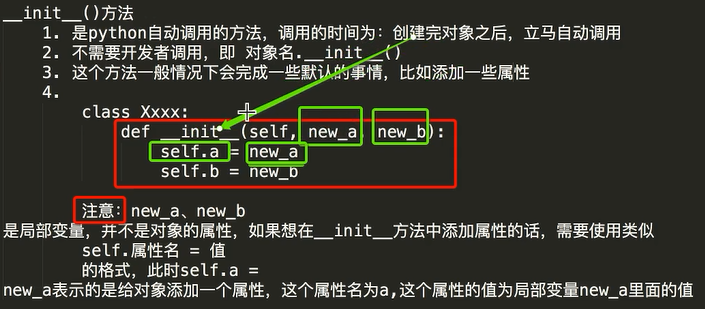 __init__()方法
1. 是python自动调用的方法，调用的时间为：创建完对象之后，立马自动调用
2. 不需要开发者调用，即 对象名.__init__()
3. 这个方法一般情况下会完成一些默认的事情，比如添加一些属性
4.
class Xxxx:
def __init__(self, new_a, new_b):
self.a = new_a
self.b = new_b
注意：new_a、new_b
是局部变量，并不是对象的属性，如果想在__init__方法中添加属性的话，需要使用类似
self.属性名 = 值
的格式，此时self.a =
new_a表示的是给对象添加一个属性，这个属性名为a,这个属性的值为局部变量new_a里面的值